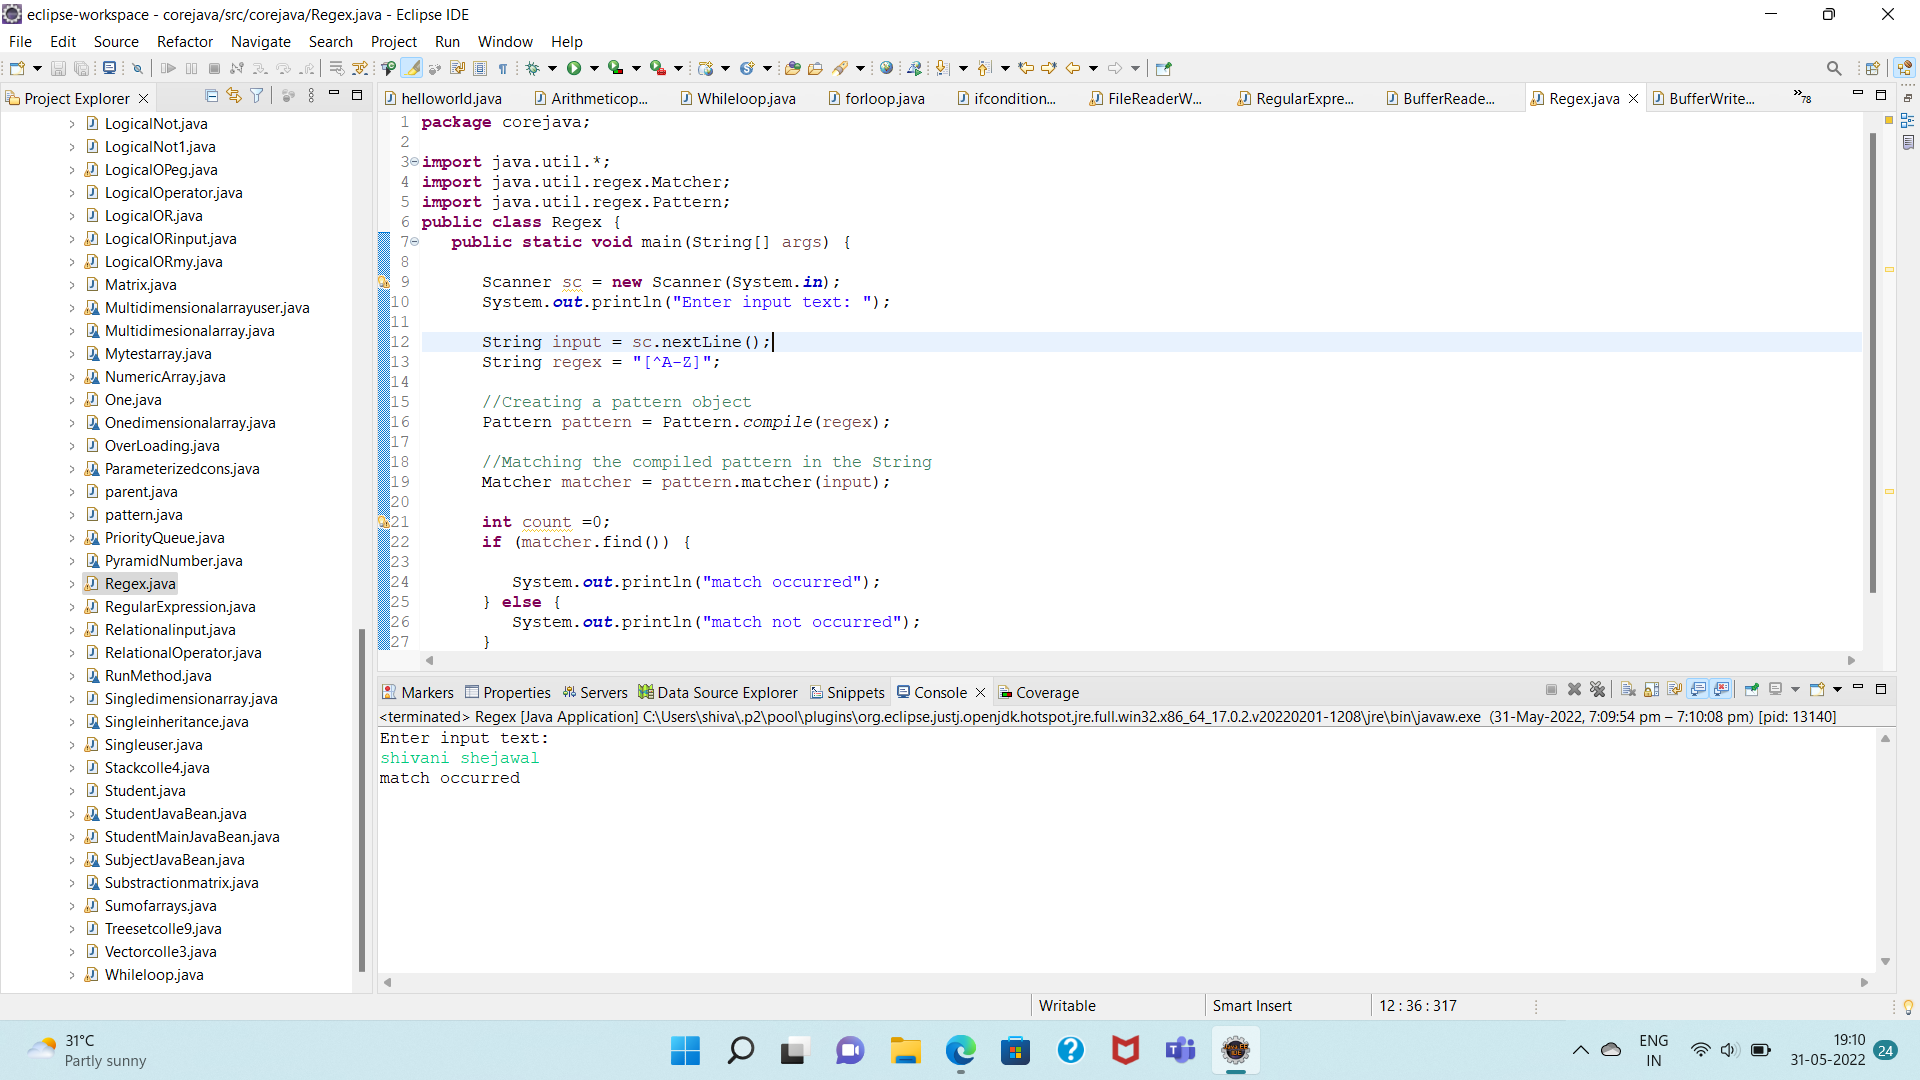 eclipse-workspace - corejava/src/corejava/Regex.java - Eclipse IDE
File Edit Source Refactor Navigate Search Project Run Window Help
Project Explorer
helloworld.java Arithmeticop... Whileloop.java forloop.java ifcondition... FileReaderW... RegularExpre... BufferReade... Regex.java BufferWrite... »78
LogicalNot.java
LogicalNot1.java
LogicalOPeg.java
LogicalOperator.java
LogicalOR.java
LogicalORinput.java
LogicalORmy.java
Matrix.java
Multidimensionalarrayuser.java
Multidimesionalarray.java
Mytestarray.java
NumericArray.java
One.java
Onedimensionalarray.java
OverLoading.java
Parameterizedcons.java
parent.java
pattern.java
PriorityQueue.java
PyramidNumber.java
Regex.java
RegularExpression.java
Relationalinput.java
RelationalOperator.java
RunMethod.java
Singledimensionarray.java
Singleinheritance.java
Singleuser.java
Stackcolle4.java
Student.java
StudentJavaBean.java
StudentMainJavaBean.java
SubjectJavaBean.java
Substractionmatrix.java
Sumofarrays.java
Treesetcolle9.java
Vectorcolle3.java
Whileloop.java
1 package corejava;
2
3 import java.util.*;
4 import java.util.regex.Matcher;
5 import java.util.regex.Pattern;
6 public class Regex {
7 public static void main(String[] args) {
8
9 Scanner sc = new Scanner(System.in);
10 System.out.println("Enter input text: ");
11
12 String input = sc.nextLine();
13 String regex = "[^A-Z]";
14
15 //Creating a pattern object
16 Pattern pattern = Pattern.compile(regex);
17
18 //Matching the compiled pattern in the String
19 Matcher matcher = pattern.matcher(input);
20
21 int count =0;
22 if (matcher.find()) {
23
24 System.out.println("match occurred");
25 } else {
26 System.out.println("match not occurred");
27 }
Markers Properties Servers Data Source Explorer Snippets Console Coverage
<terminated> Regex [Java Application] C:\Users\shiva\.p2\pool\plugins\org.eclipse.justj.openjdk.hotspot.jre.full.win32.x86_64_17.0.2.v20220201-1208\jre\bin\javaw.exe (31-May-2022, 7:09:54 pm – 7:10:08 pm) [pid: 13140]
Enter input text:
shivani shejawal
match occurred
Writable Smart Insert 12 : 36 : 317
31°C
Partly sunny
ENG
IN
19:10
31-05-2022
24